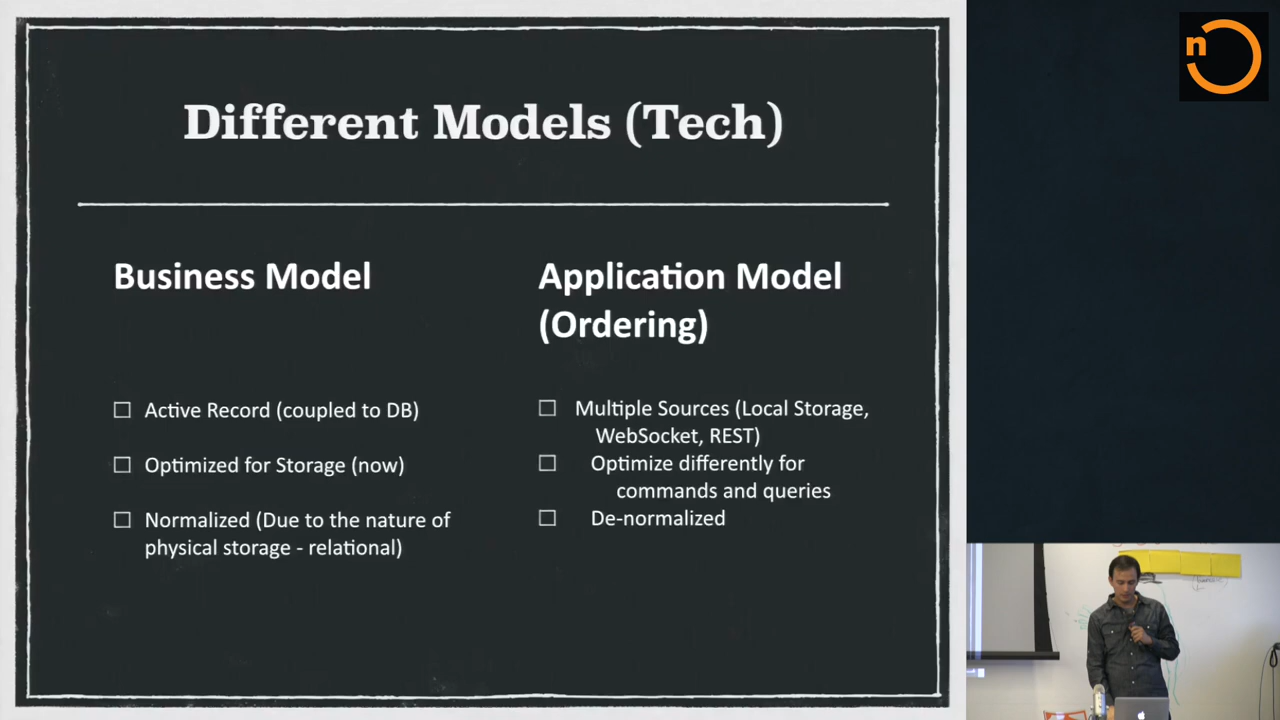 Different Models (Tech)
Business Model
☐ Active Record (coupled to DB)
☐ Optimized for Storage (now)
☐ Normalized (Due to the nature of
physical storage - relational)
Application Model
(Ordering)
☐ Multiple Sources (Local Storage,
WebSocket, REST)
☐ Optimize differently for
commands and queries
☐ De-normalized
n